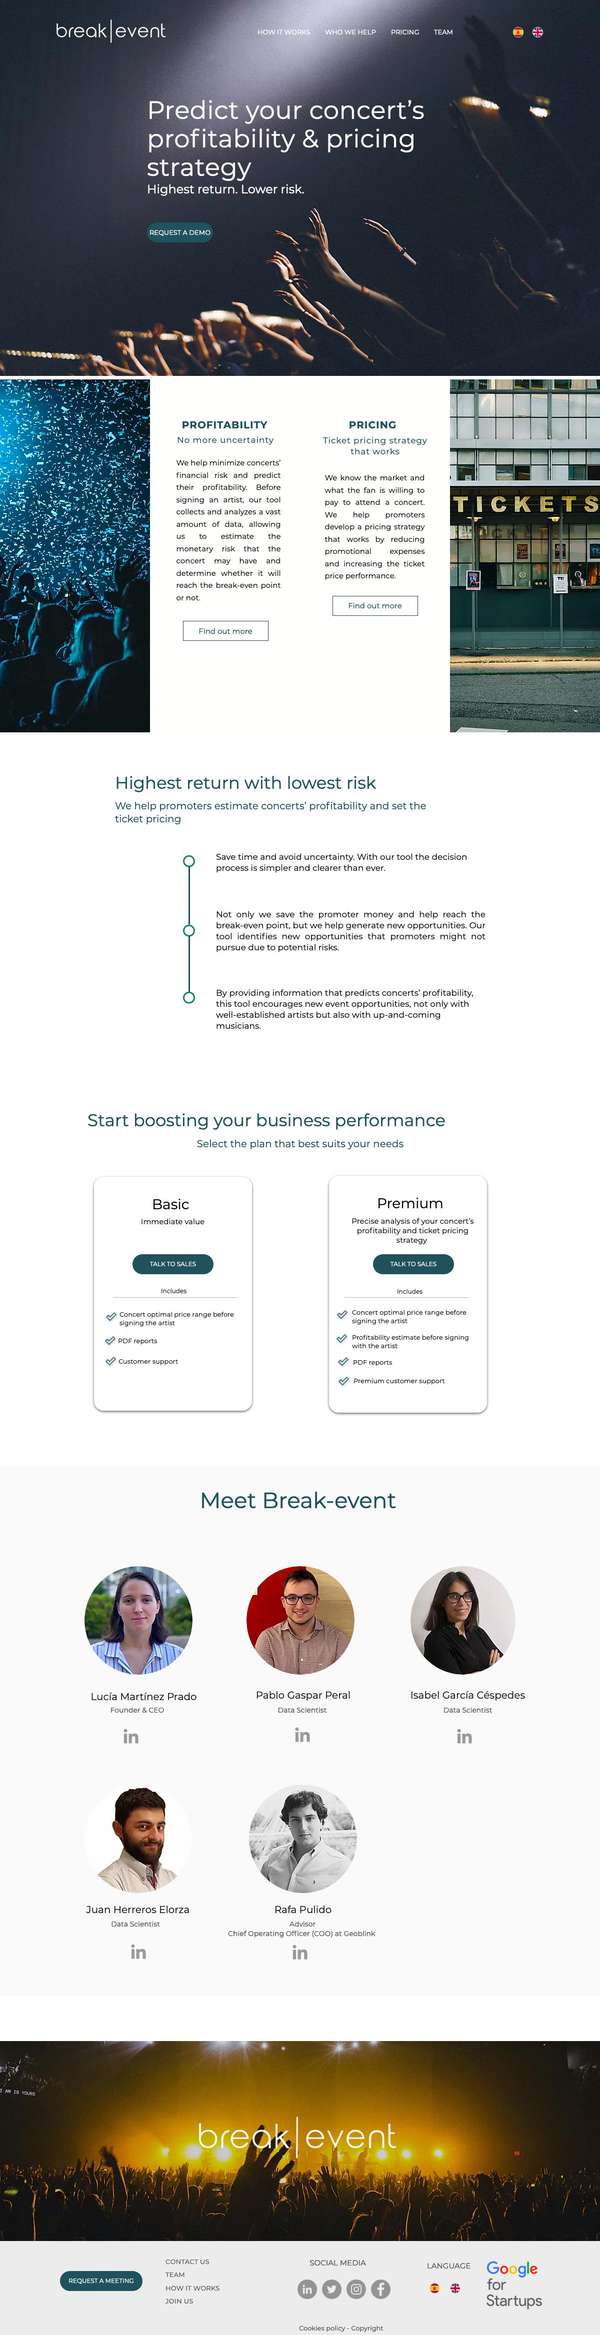 break|event
HOW IT WORKS
WHO WE HELP
PRICING
TEAM
Predict your concert's
profitability & pricing
strategy
Highest return. Lower risk.
REQUEST A DEMO
PROFITABILITY
No more uncertainty
We help minimize concerts'
financial risk and predict
their profitability. Before
signing an artist, our tool
collects and analyzes a vast
amount of data, allowing
us to estimate the
monetary risk that the
concert may have and
determine whether it will
reach the break-even point
or not.
Find out more
PRICING
Ticket pricing strategy
that works
We know the market and
what the fan is willing to
pay to attend a concert.
We help promoters
develop a pricing strategy
that works by reducing
promotional expenses
and increasing the ticket
price performance.
Find out more
TICKETS
Highest return with lowest risk
We help promoters estimate concerts' profitability and set the
ticket pricing
Save time and avoid uncertainty. With our tool the decision
process is simpler and clearer than ever.
Not only we save the promoter money and help reach the
break-even point, but we help generate new opportunities. Our
tool identifies new opportunities that promoters might not
pursue due to potential risks.
By providing information that predicts concerts' profitability,
this tool encourages new event opportunities, not only with
well-established artists but also with up-and-coming
musicians.
Start boosting your business performance
Select the plan that best suits your needs
Basic
Immediate value
TALK TO SALES
Includes
Concert optimal price range before
signing the artist
PDF reports
Customer support
Premium
Precise analysis of your concert's
profitability and ticket pricing
strategy
TALK TO SALES
Includes
Concert optimal price range before
signing the artist
Profitability estimate before signing
with the artist
PDF reports
Premium customer support
Meet Break-event
Lucía Martínez Prado
Founder & CEO
in
Pablo Gaspar Peral
Data Scientist
in
Isabel García Céspedes
Data Scientist
in
Juan Herreros Elorza
Data Scientist
in
Rafa Pulido
Advisor
Chief Operating Officer (COO) at Geoblink
in
break|event
REQUEST A MEETING
CONTACT US
TEAM
HOW IT WORKS
JOIN US
SOCIAL MEDIA
LANGUAGE
Google
for
Startups
Cookies policy - Copyright